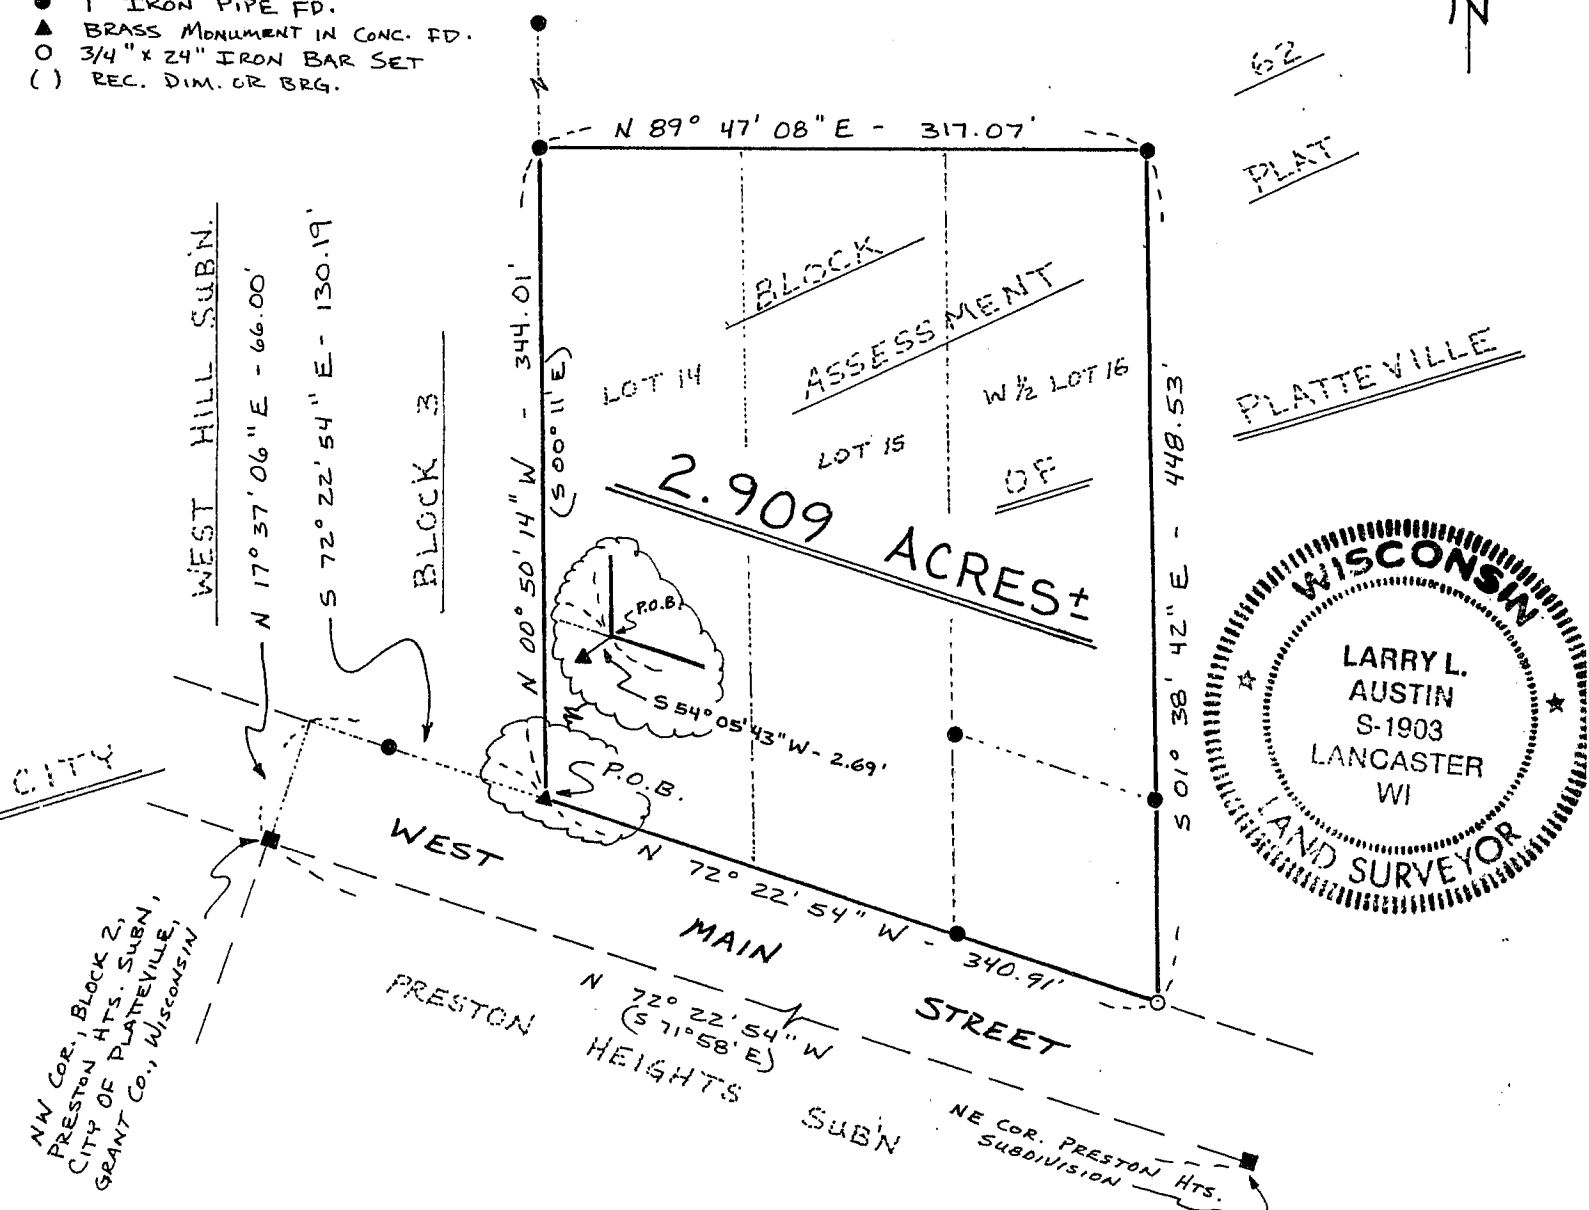 1" IRON PIPE FD.
BRASS MONUMENT IN CONC. FD.
3/4" x 24" IRON BAR SET
( ) REC. DIM. OR BRG.
N
N
62
PLAT
N 89° 47' 08" E - 317.07'
WEST HILL SUB'N.
N 17° 37' 06" E - 66.00'
S 72° 22' 54" E - 130.19'
BLOCK 3
N 00° 50' 14" W - 344.01'
(S 00° 11' E)
BLOCK
ASSESSMENT
OF
PLATTEVILLE
LOT 14
LOT 15
W 1/2 LOT 16
2.909 ACRES±
S 01° 38' 42" E - 448.53'
P.O.B.
S 54° 05' 43" W - 2.69'
P.O.B.
WISCONSIN
LARRY L.
AUSTIN
S-1903
LANCASTER
WI
LAND SURVEYOR
CITY
N 72° 22' 54" W - 340.91'
WEST MAIN STREET
N 72° 22' 54" W
(S 71° 58' E)
PRESTON HEIGHTS SUB'N
NW COR., BLOCK 2,
PRESTON HTS. SUBN,
CITY OF PLATTEVILLE,
GRANT CO., WISCONSIN
NE COR. PRESTON HTS.
SUBDIVISION